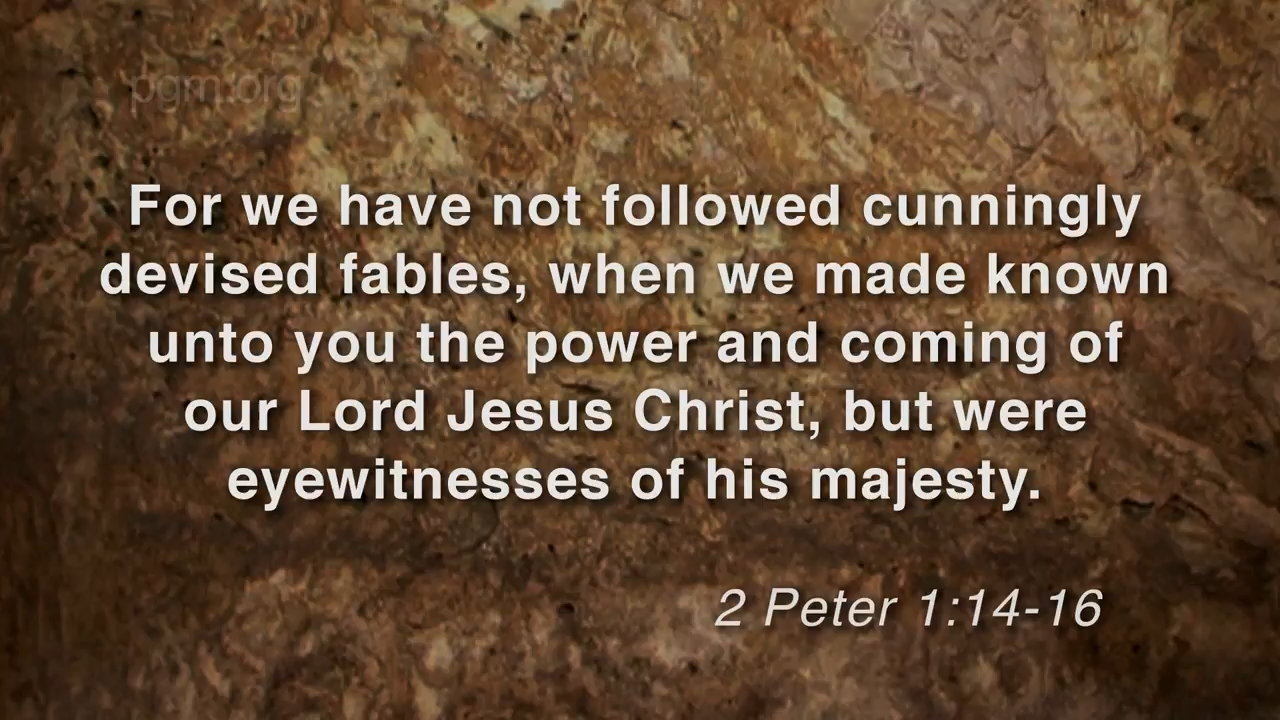 pgm.org
For we have not followed cunningly
devised fables, when we made known
unto you the power and coming of
our Lord Jesus Christ, but were
eyewitnesses of his majesty.
2 Peter 1:14-16